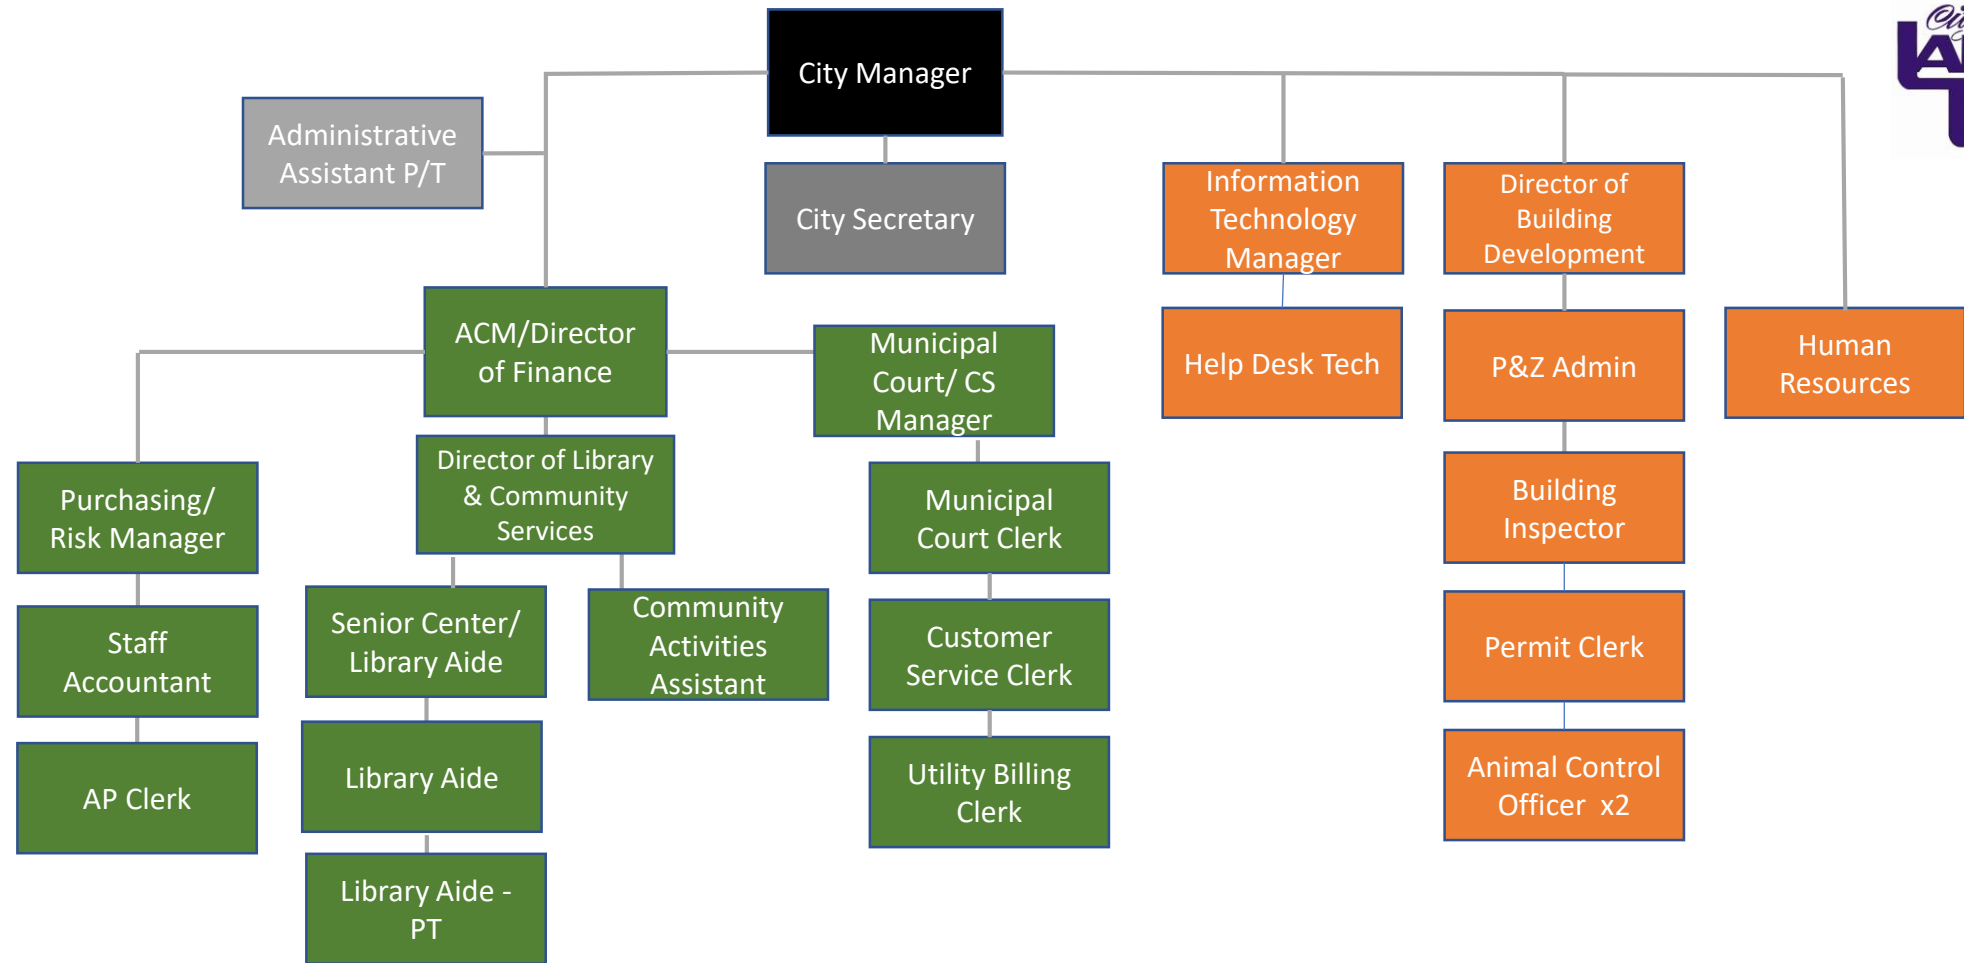 City Manager
Administrative
Assistant P/T
City Secretary
Information
Technology
Manager
Director of
Building
Development
ACM/Director
of Finance
Municipal
Court/ CS
Manager
Help Desk Tech
P&Z Admin
Human
Resources
Director of Library
& Community
Services
Purchasing/
Risk Manager
Municipal
Court Clerk
Building
Inspector
Senior Center/
Library Aide
Community
Activities
Assistant
Staff
Accountant
Customer
Service Clerk
Permit Clerk
Library Aide
AP Clerk
Utility Billing
Clerk
Animal Control
Officer x2
Library Aide -
PT